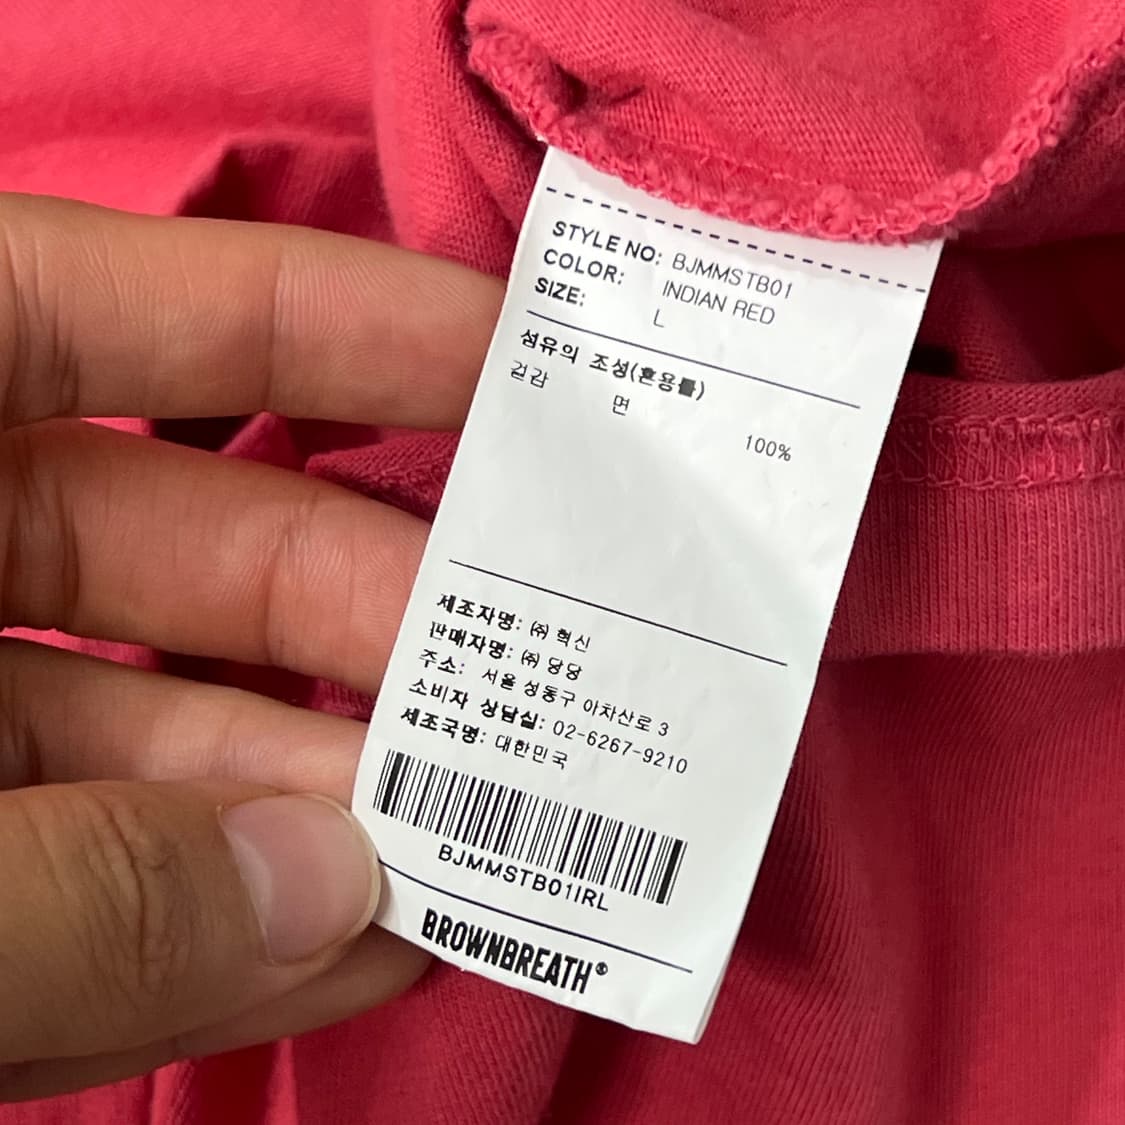 STYLE NO: BJMMSTB01
COLOR: INDIAN RED
SIZE: L
섬유의 조성(혼용률)
겉감 면 100%
제조자명: ㈜ 혁신
판매자명: ㈜ 당당
주소: 서울 성동구 아차산로 3
소비자 상담실: 02-6267-9210
제조국명: 대한민국
BJMMSTB01IRL
BROWNBREATH®